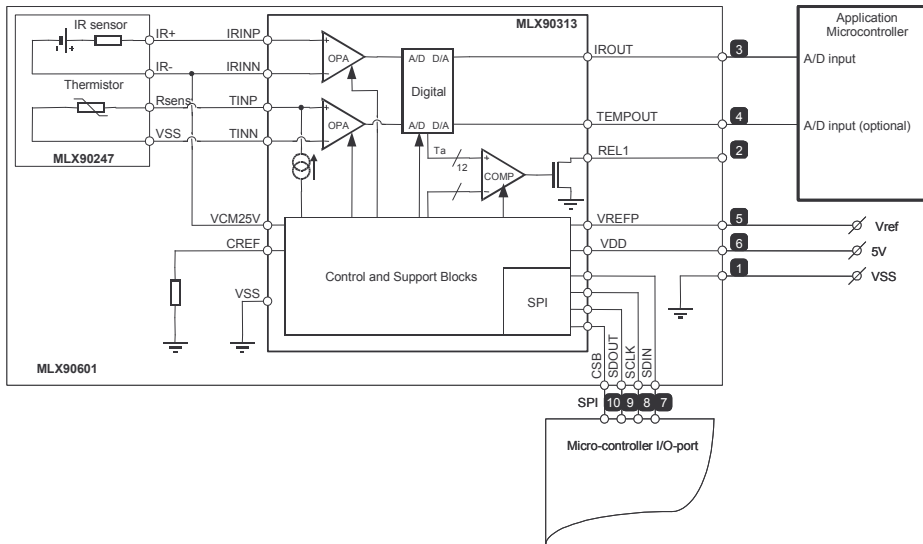 MLX90313
Application
Microcontroller
IR sensor
IR+
IRINP
+
OPA
A/D D/A
IROUT
3
A/D input
+
IR-
IRINN
-
Digital
Thermistor
Rsens
TINP
+
OPA
A/D D/A
TEMPOUT
4
A/D input (optional)
VSS
TINN
-
MLX90247
Ta
12
+
COMP
-
REL1
2
VCM25V
VREFP
5
Vref
CREF
VDD
6
5V
Control and Support Blocks
1
VSS
VSS
SPI
MLX90601
CSB
SDOUT
SCLK
SDIN
SPI
10
9
8
7
Micro-controller I/O-port